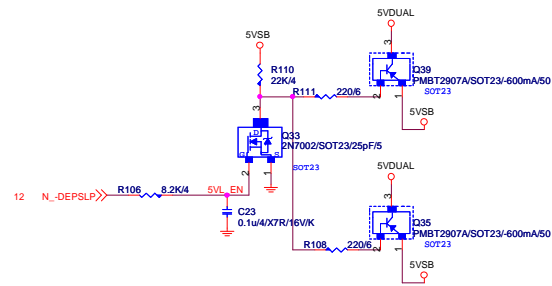 5VDUAL
5VSB
3
Q39
PMBT2907A/SOT23/-600mA/50
SOT23
R110
22K/4
R111
220/6
2
1
5VSB
3
D
Q33
2N7002/SOT23/25pF/5
G
S
SOT23
2
1
5VDUAL
12 N_-DEPSLP
R106
8.2K/4
5VL_EN
C23
0.1u/4/X7R/16V/K
3
Q35
PMBT2907A/SOT23/-600mA/50
SOT23
R108
220/6
2
1
5VSB